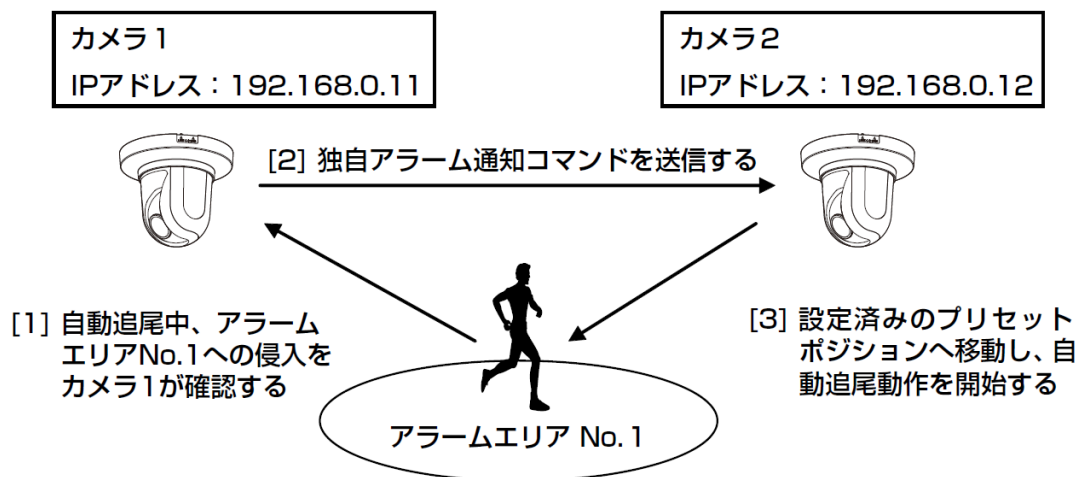 カメラ1
IPアドレス：192.168.0.11
カメラ2
IPアドレス：192.168.0.12
[2] 独自アラーム通知コマンドを送信する
[1] 自動追尾中、アラーム
エリアNo.1への侵入を
カメラ1が確認する
[3] 設定済みのプリセット
ポジションへ移動し、自
動追尾動作を開始する
アラームエリア No.1